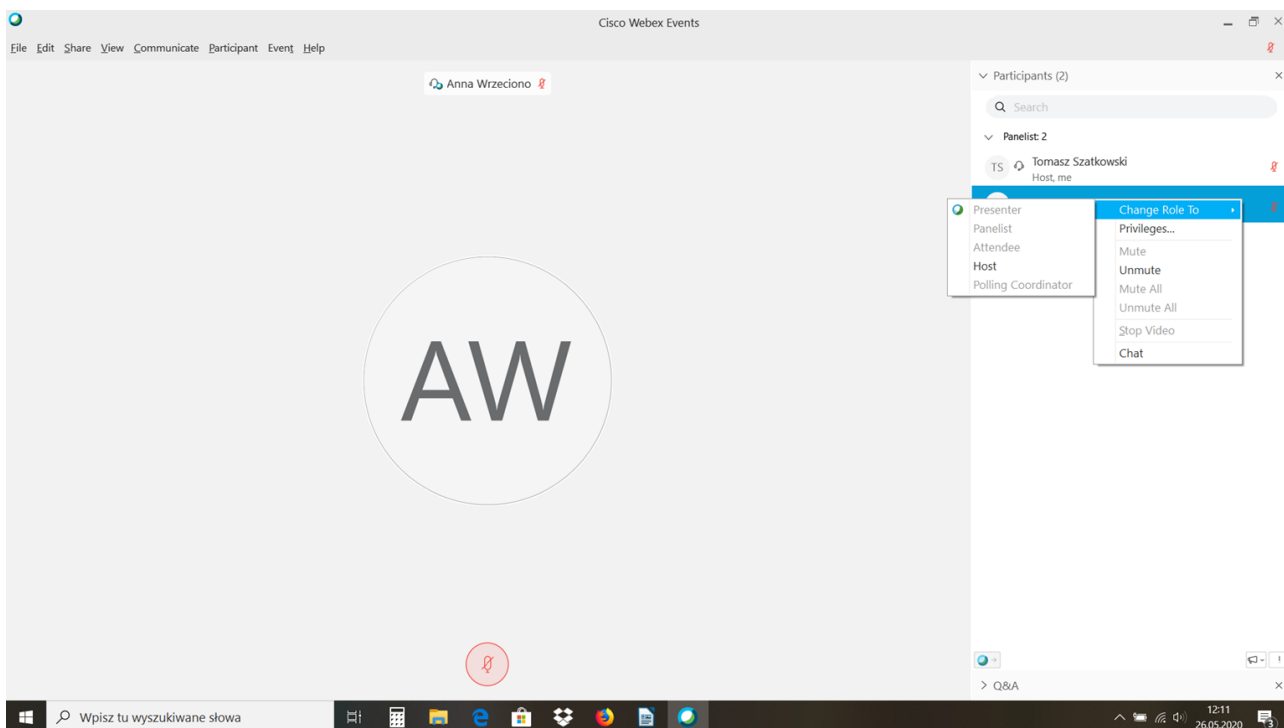 Cisco Webex Events
File Edit Share View Communicate Participant Event Help
Anna Wrzeciono
Participants (2)
Search
Panelist: 2
TS Tomasz Szatkowski
Host, me
Presenter
Panelist
Attendee
Host
Polling Coordinator
Change Role To
Privileges...
Mute
Unmute
Mute All
Unmute All
Stop Video
Chat
AW
Q&A
Wpisz tu wyszukiwane słowa
12:11
26.05.2020
3